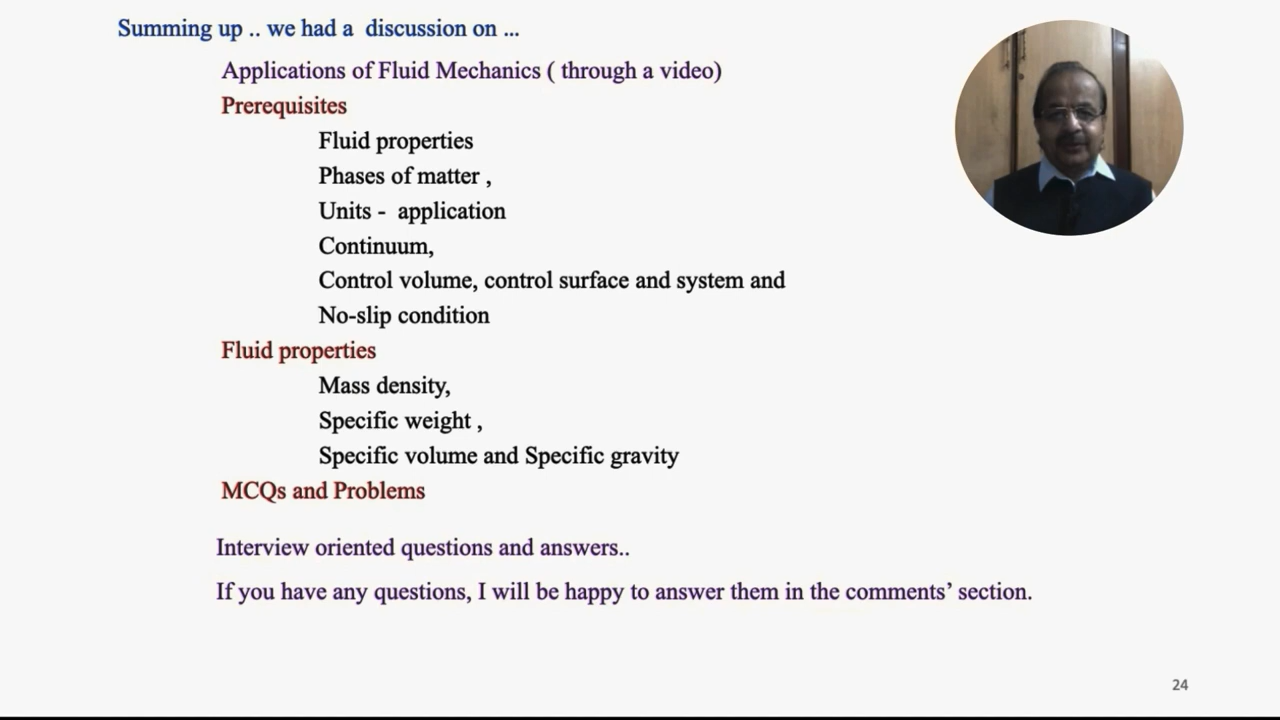 Summing up .. we had a discussion on ...
Applications of Fluid Mechanics ( through a video)
Prerequisites
Fluid properties
Phases of matter ,
Units - application
Continuum,
Control volume, control surface and system and
No-slip condition
Fluid properties
Mass density,
Specific weight ,
Specific volume and Specific gravity
MCQs and Problems
Interview oriented questions and answers..
If you have any questions, I will be happy to answer them in the comments’ section.
24